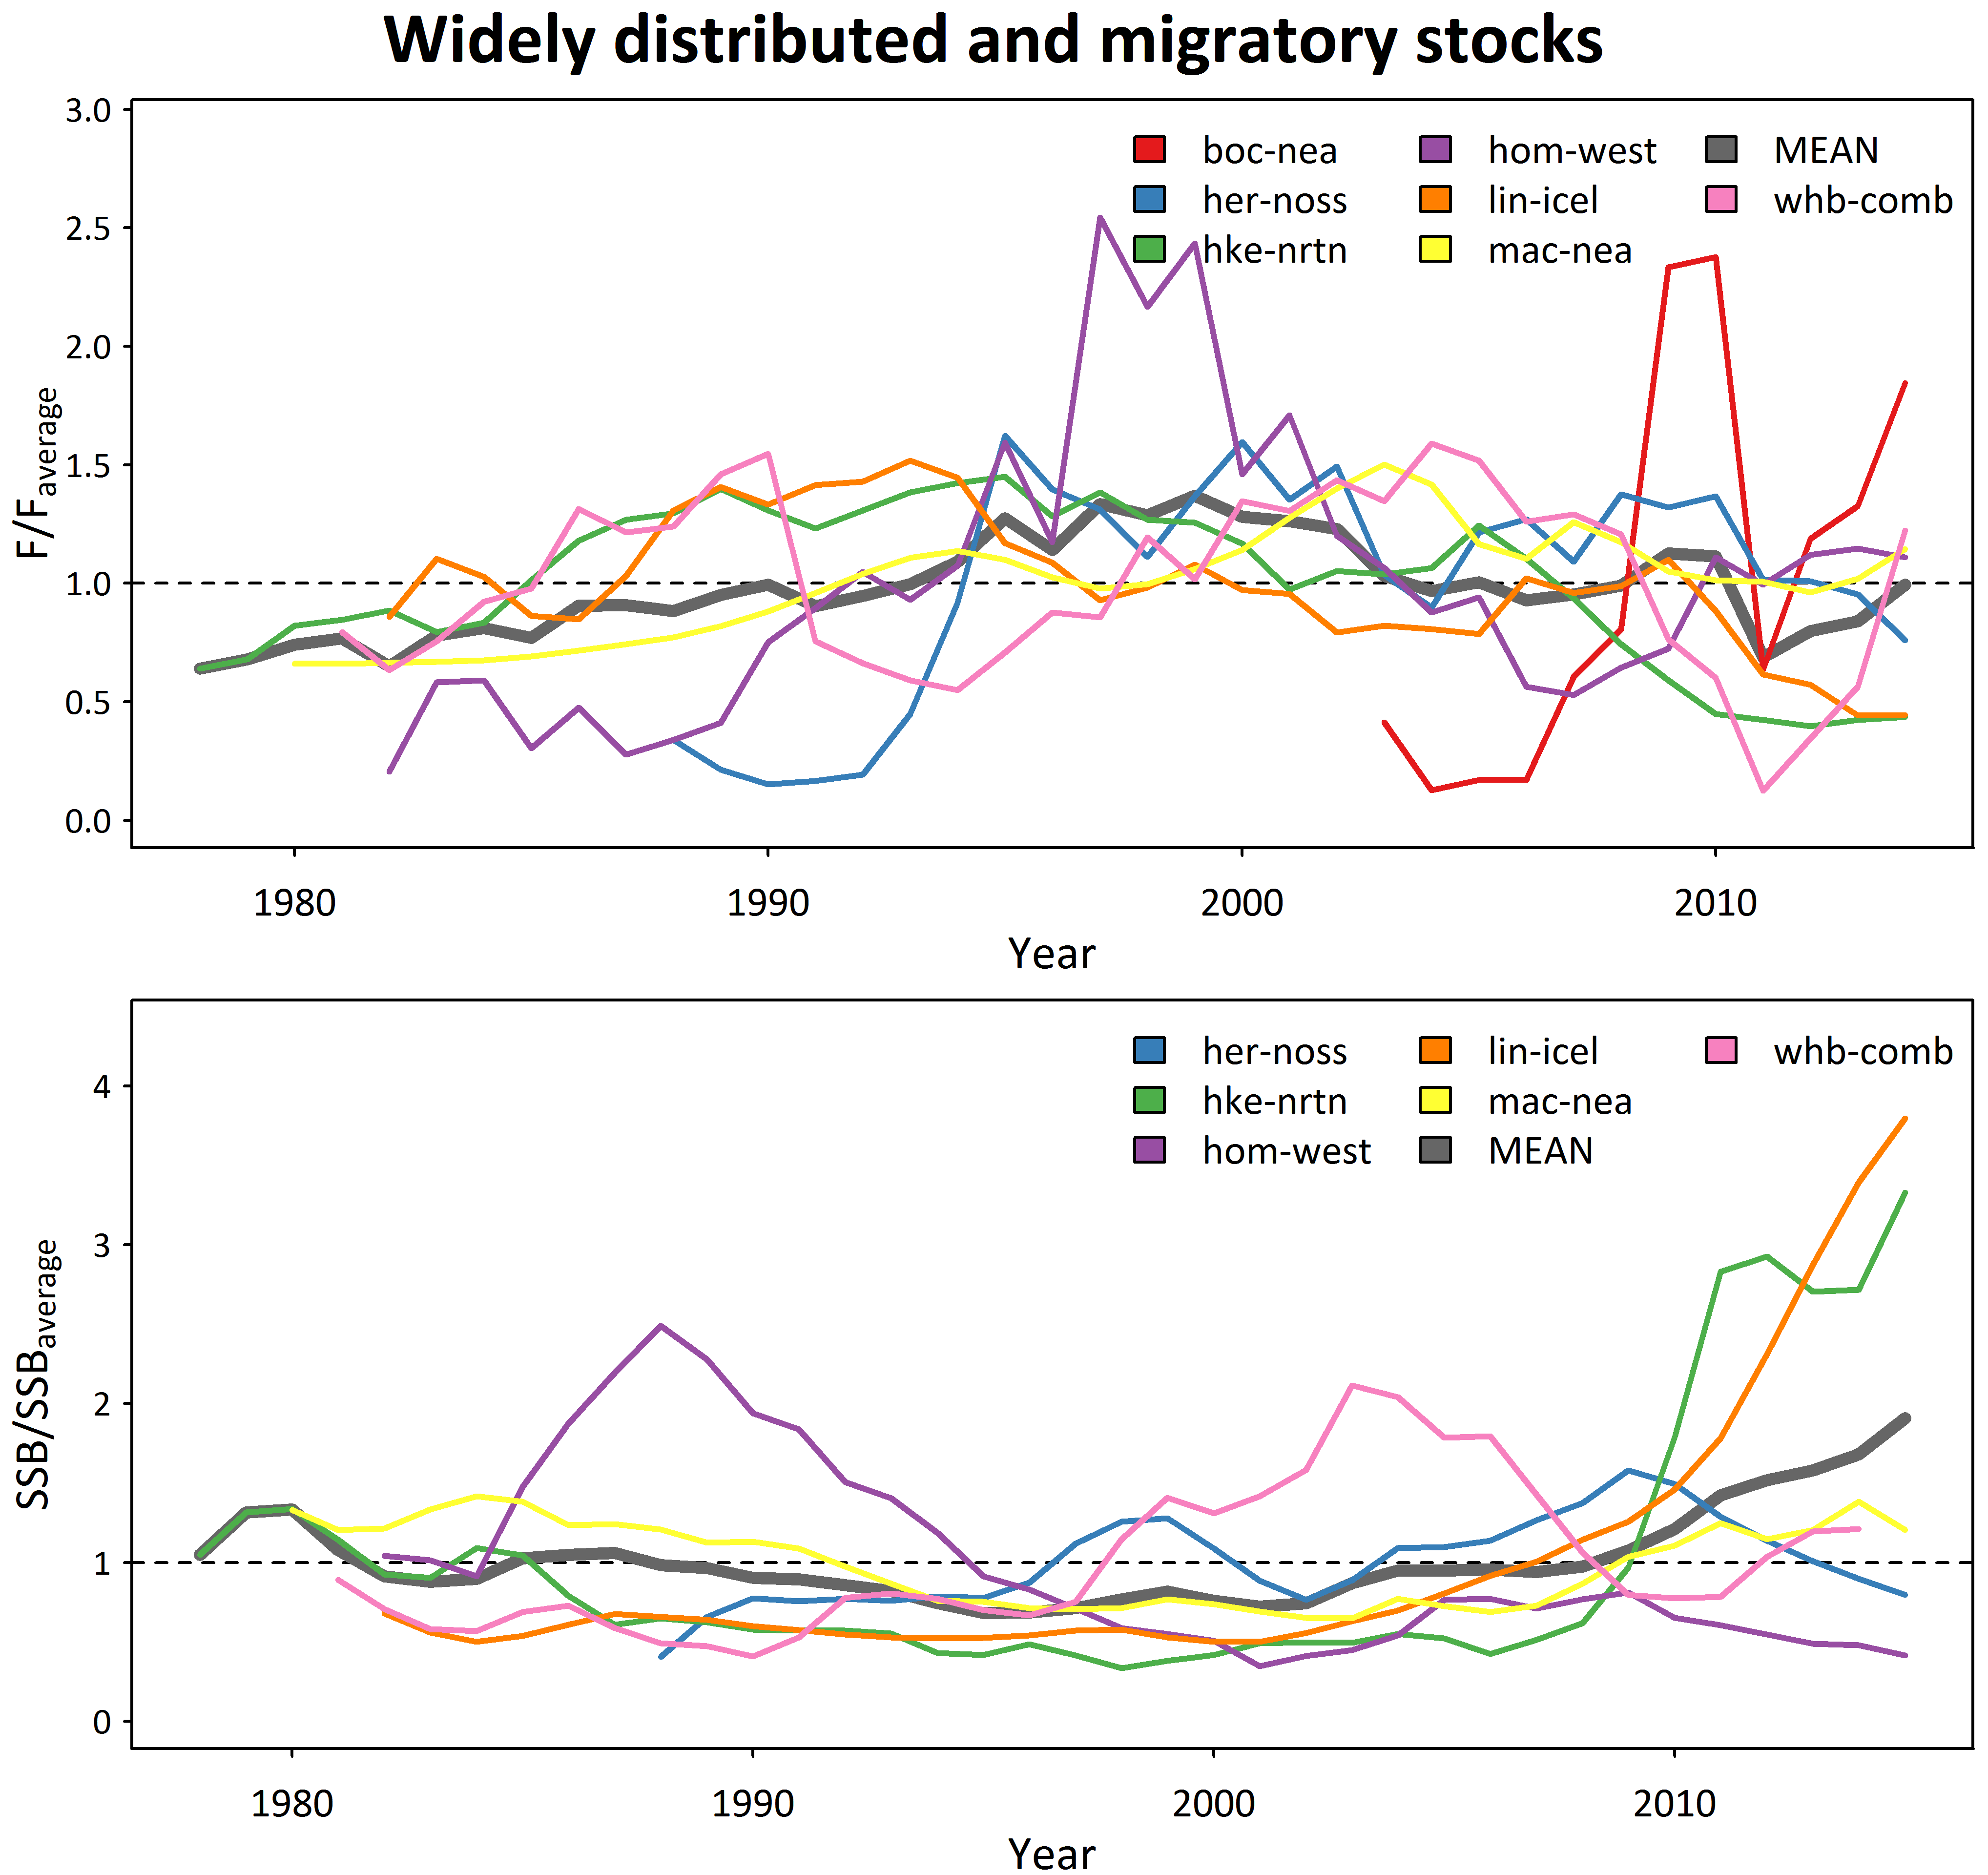 Widely distributed and migratory stocks
3.0
2.5
2.0
1.5
1.0
0.5
0.0
F/Faverage
boc-nea
her-noss
hke-nrtn
hom-west
lin-icel
mac-nea
MEAN
whb-comb
1980 1990 2000 2010
Year
4
3
2
1
0
SSB/SSBaverage
her-noss
hke-nrtn
hom-west
lin-icel
mac-nea
MEAN
whb-comb
1980 1990 2000 2010
Year